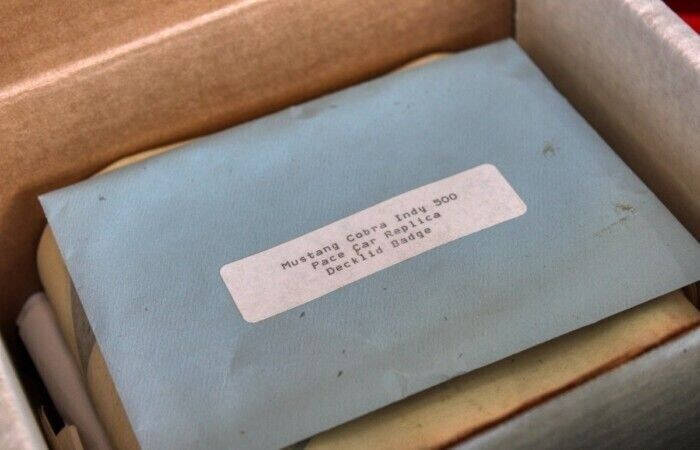 Mustang Cobra Indy 500
Pace Car Replica
Decklid Badge